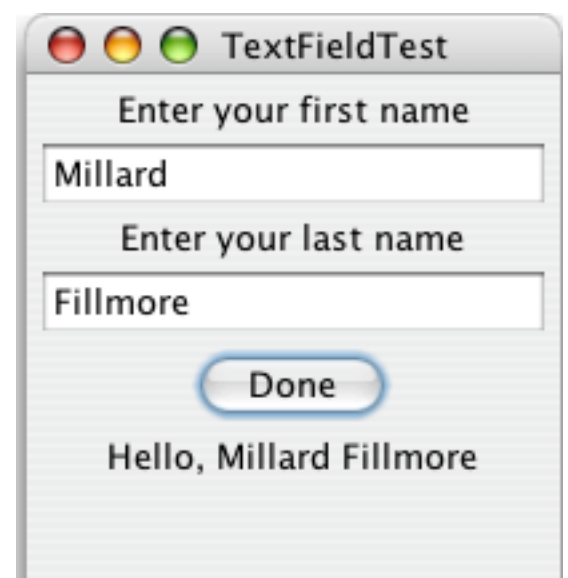 TextFieldTest
Enter your first name
Millard
Enter your last name
Fillmore
Done
Hello, Millard Fillmore